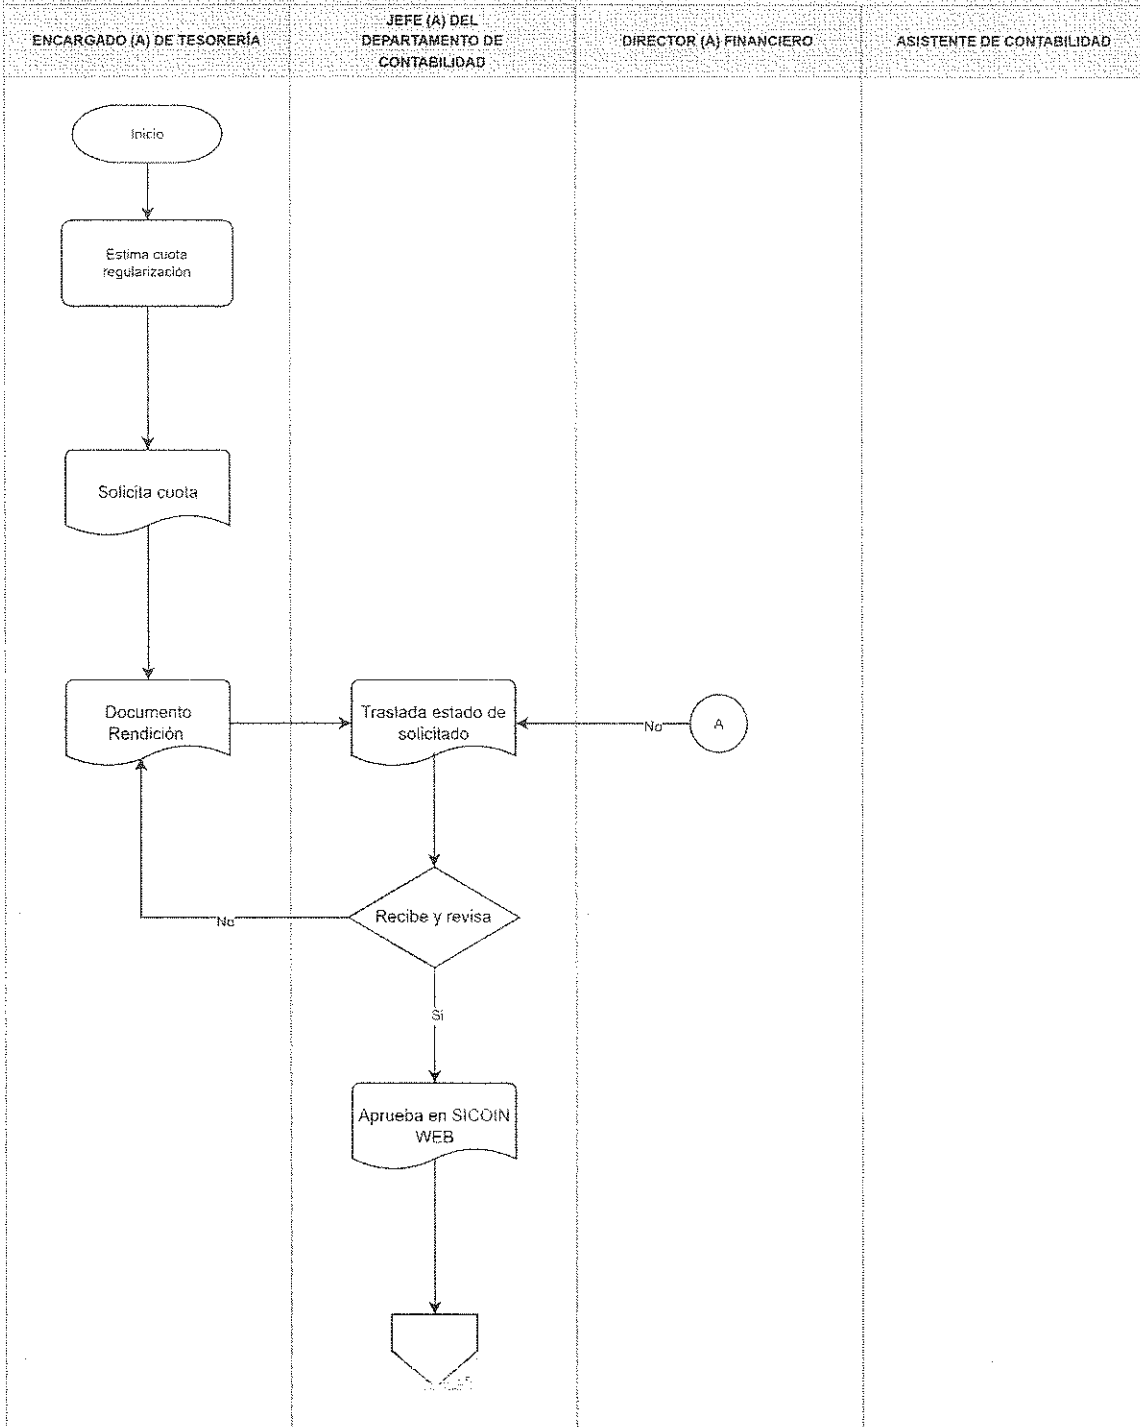 ENCARGADO (A) DE TESORERÍA
JEFE (A) DEL
DEPARTAMENTO DE
CONTABILIDAD
DIRECTOR (A) FINANCIERO
ASISTENTE DE CONTABILIDAD
Inicio
Estima cuota
regularización
Solicita cuota
Documento
Rendición
Traslada estado de
solicitado
No
A
Recibe y revisa
No
Sí
Aprueba en SICOIN
WEB